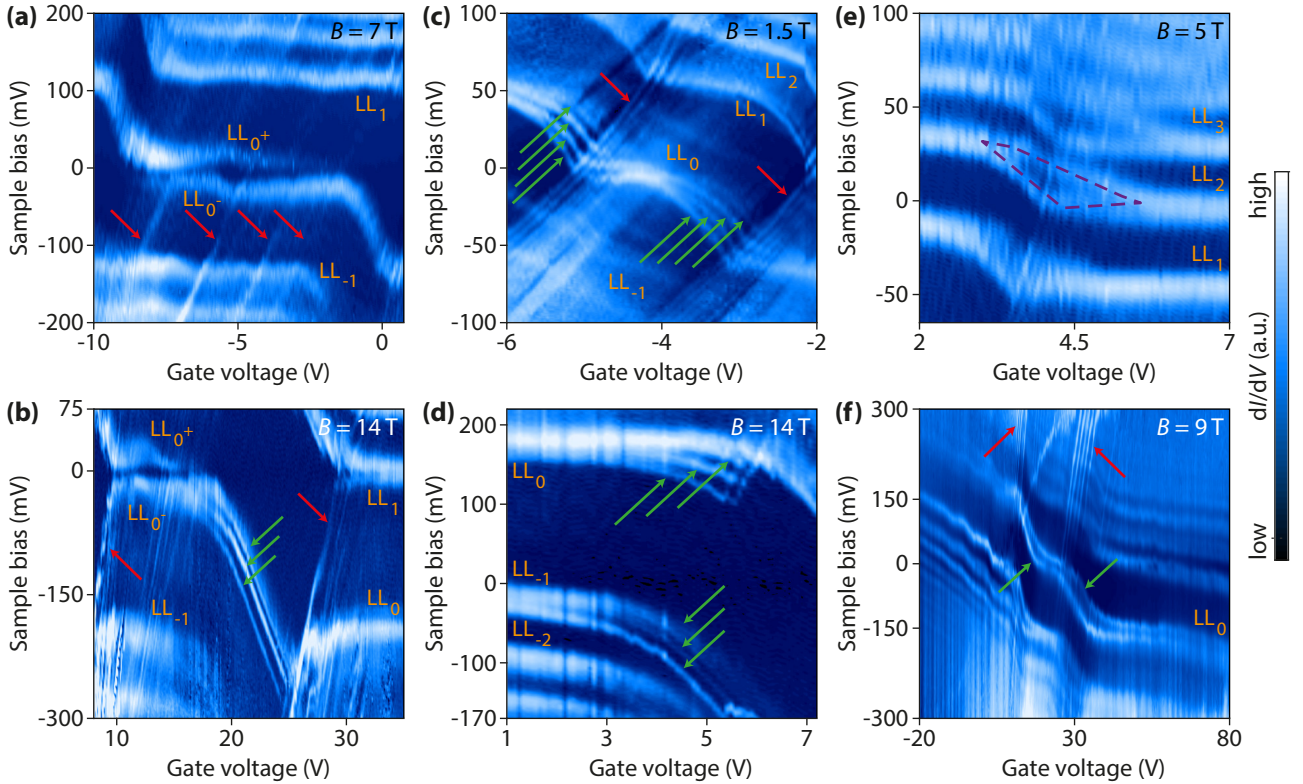 (a)
B = 7 T
200
100
0
-100
-200
Sample bias (mV)
LL1
LL0+
LL0-
LL-1
-10
-5
0
Gate voltage (V)
(c)
B = 1.5 T
100
50
0
-50
-100
Sample bias (mV)
LL2
LL1
LL0
LL-1
-6
-4
-2
Gate voltage (V)
(e)
B = 5 T
100
50
0
-50
Sample bias (mV)
LL3
LL2
LL1
2
4.5
7
Gate voltage (V)
high
low
dI/dV (a.u.)
(b)
B = 14 T
75
0
-150
-300
Sample bias (mV)
LL0+
LL0-
LL-1
LL1
LL0
10
20
30
Gate voltage (V)
(d)
B = 14 T
200
100
0
-100
-170
Sample bias (mV)
LL0
LL-1
LL-2
1
3
5
7
Gate voltage (V)
(f)
B = 9 T
300
150
0
-150
-300
Sample bias (mV)
LL0
-20
30
80
Gate voltage (V)